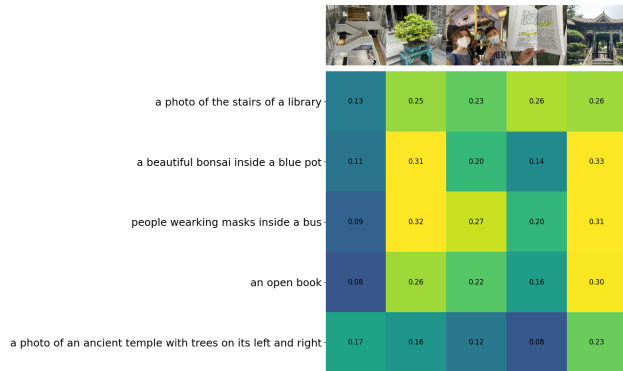 a photo of the stairs of a library
0.13 0.25 0.23 0.26 0.26
a beautiful bonsai inside a blue pot
0.11 0.31 0.20 0.14 0.33
people wearking masks inside a bus
0.09 0.32 0.27 0.20 0.31
an open book
0.08 0.26 0.22 0.16 0.30
a photo of an ancient temple with trees on its left and right
0.17 0.16 0.12 0.08 0.23